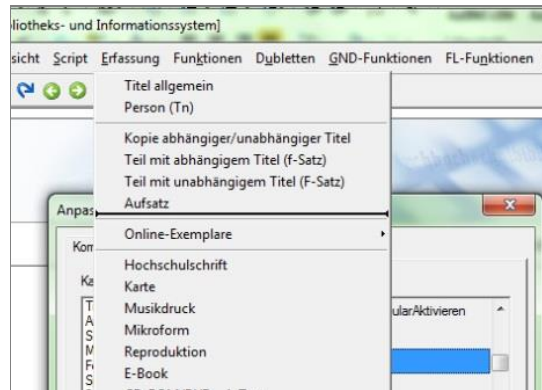 bliotheks- und Informationssystem]
sicht Script Erfassung Funktionen Dubletten GND-Funktionen FL-Funktionen
Titel allgemein
Person (Tn)
Kopie abhängiger/unabhängiger Titel
Teil mit abhängigem Titel (f-Satz)
Teil mit unabhängigem Titel (F-Satz)
Aufsatz
Anpas
Online-Exemplare
Kom
Hochschulschrift
Ka
Karte
Musikdruck
ularAktivieren
Mikroform
Reproduktion
E-Book